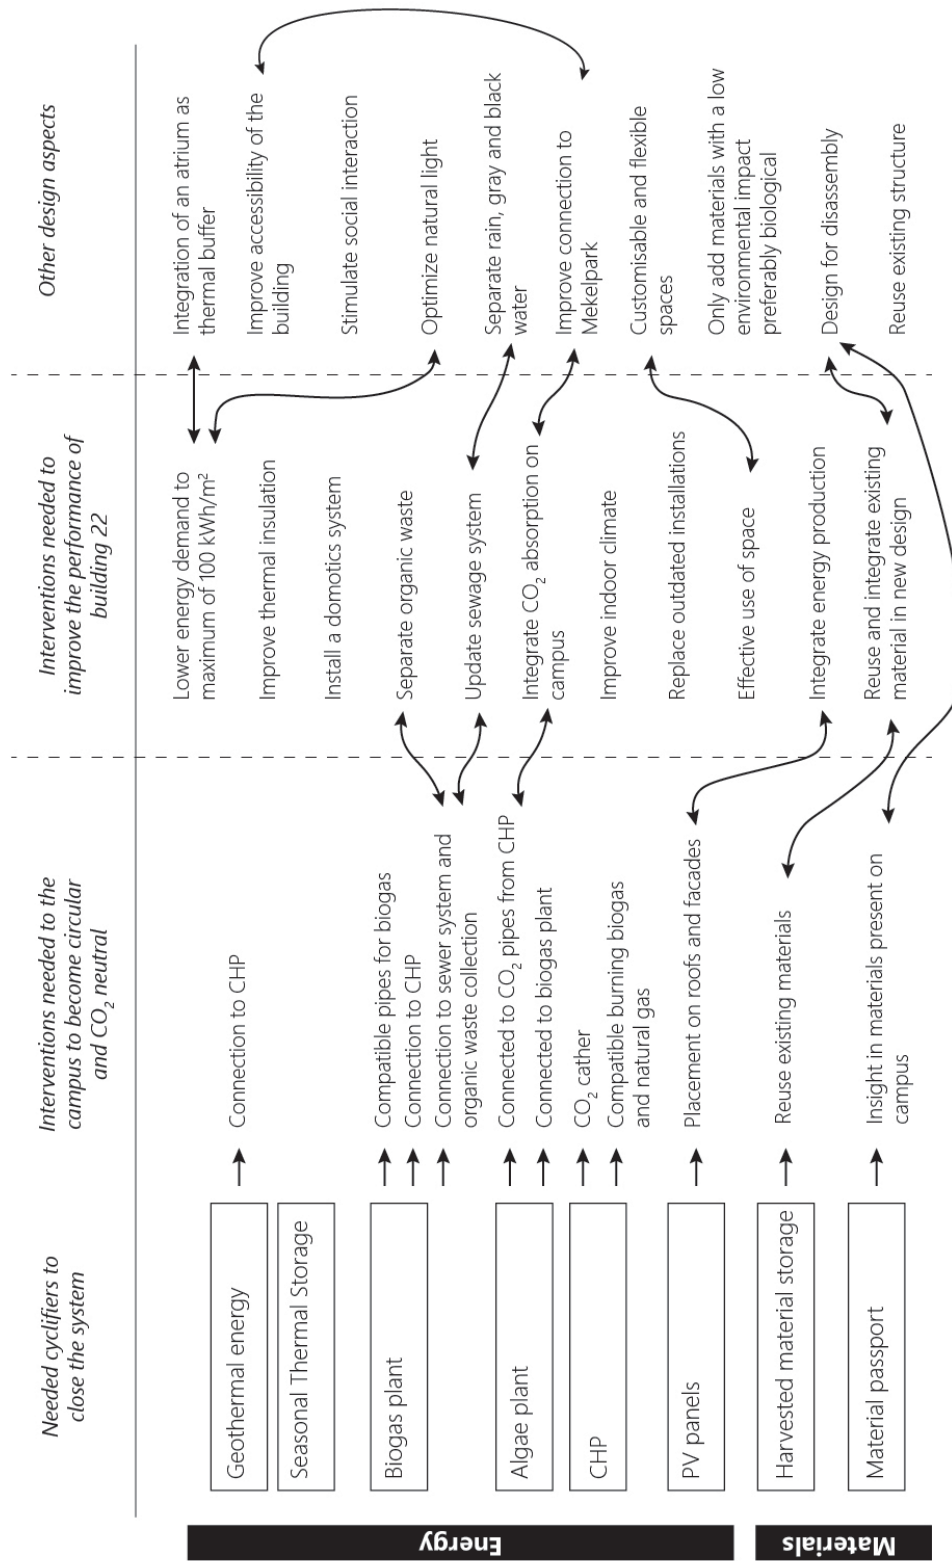 Needed cyclifiers to
close the system
Interventions needed to the
campus to become circular
and CO₂ neutral
Interventions needed to
improve the performance of
building 22
Other design aspects
Energy
Geothermal energy
Seasonal Thermal Storage
Biogas plant
Algae plant
CHP
PV panels
Materials
Harvested material storage
Material passport
Connection to CHP
Compatible pipes for biogas
Connection to CHP
Connection to sewer system and
organic waste collection
Connected to CO₂ pipes from CHP
Connected to biogas plant
CO₂ cather
Compatible burning biogas
and natural gas
Placement on roofs and facades
Reuse existing materials
Insight in materials present on
campus
Lower energy demand to
maximum of 100 kWh/m²
Improve thermal insulation
Install a domotics system
Separate organic waste
Update sewage system
Integrate CO₂ absorption on
campus
Improve indoor climate
Replace outdated installations
Effective use of space
Integrate energy production
Reuse and integrate existing
material in new design
Integration of an atrium as
thermal buffer
Improve accessibility of the
building
Stimulate social interaction
Optimize natural light
Separate rain, gray and black
water
Improve connection to
Mekelpark
Customisable and flexible
spaces
Only add materials with a low
environmental impact
preferably biological
Design for disassembly
Reuse existing structure